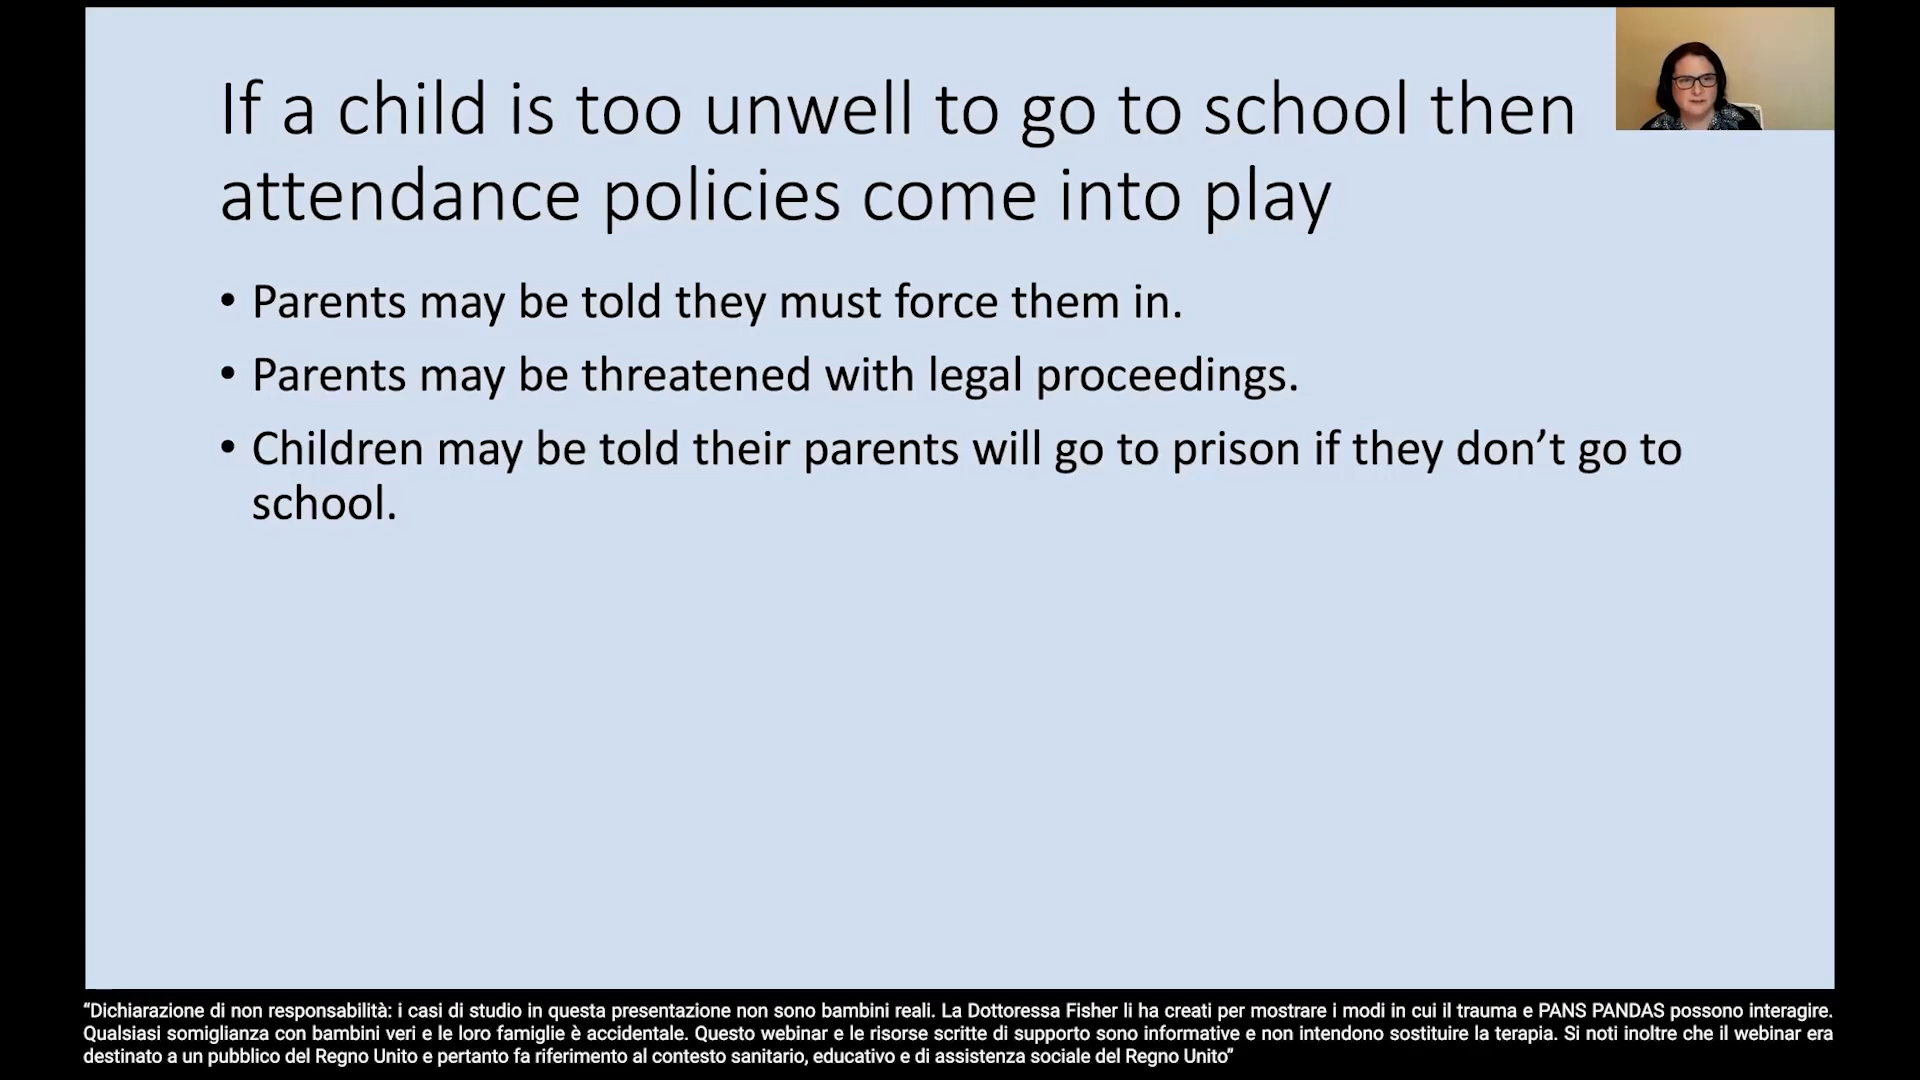 If a child is too unwell to go to school then
attendance policies come into play
• Parents may be told they must force them in.
• Parents may be threatened with legal proceedings.
• Children may be told their parents will go to prison if they don’t go to
school.
“Dichiarazione di non responsabilità: i casi di studio in questa presentazione non sono bambini reali. La Dottoressa Fisher li ha creati per mostrare i modi in cui il trauma e PANS PANDAS possono interagire.
Qualsiasi somiglianza con bambini veri e le loro famiglie è accidentale. Questo webinar e le risorse scritte di supporto sono informative e non intendono sostituire la terapia. Si noti inoltre che il webinar era
destinato a un pubblico del Regno Unito e pertanto fa riferimento al contesto sanitario, educativo e di assistenza sociale del Regno Unito”